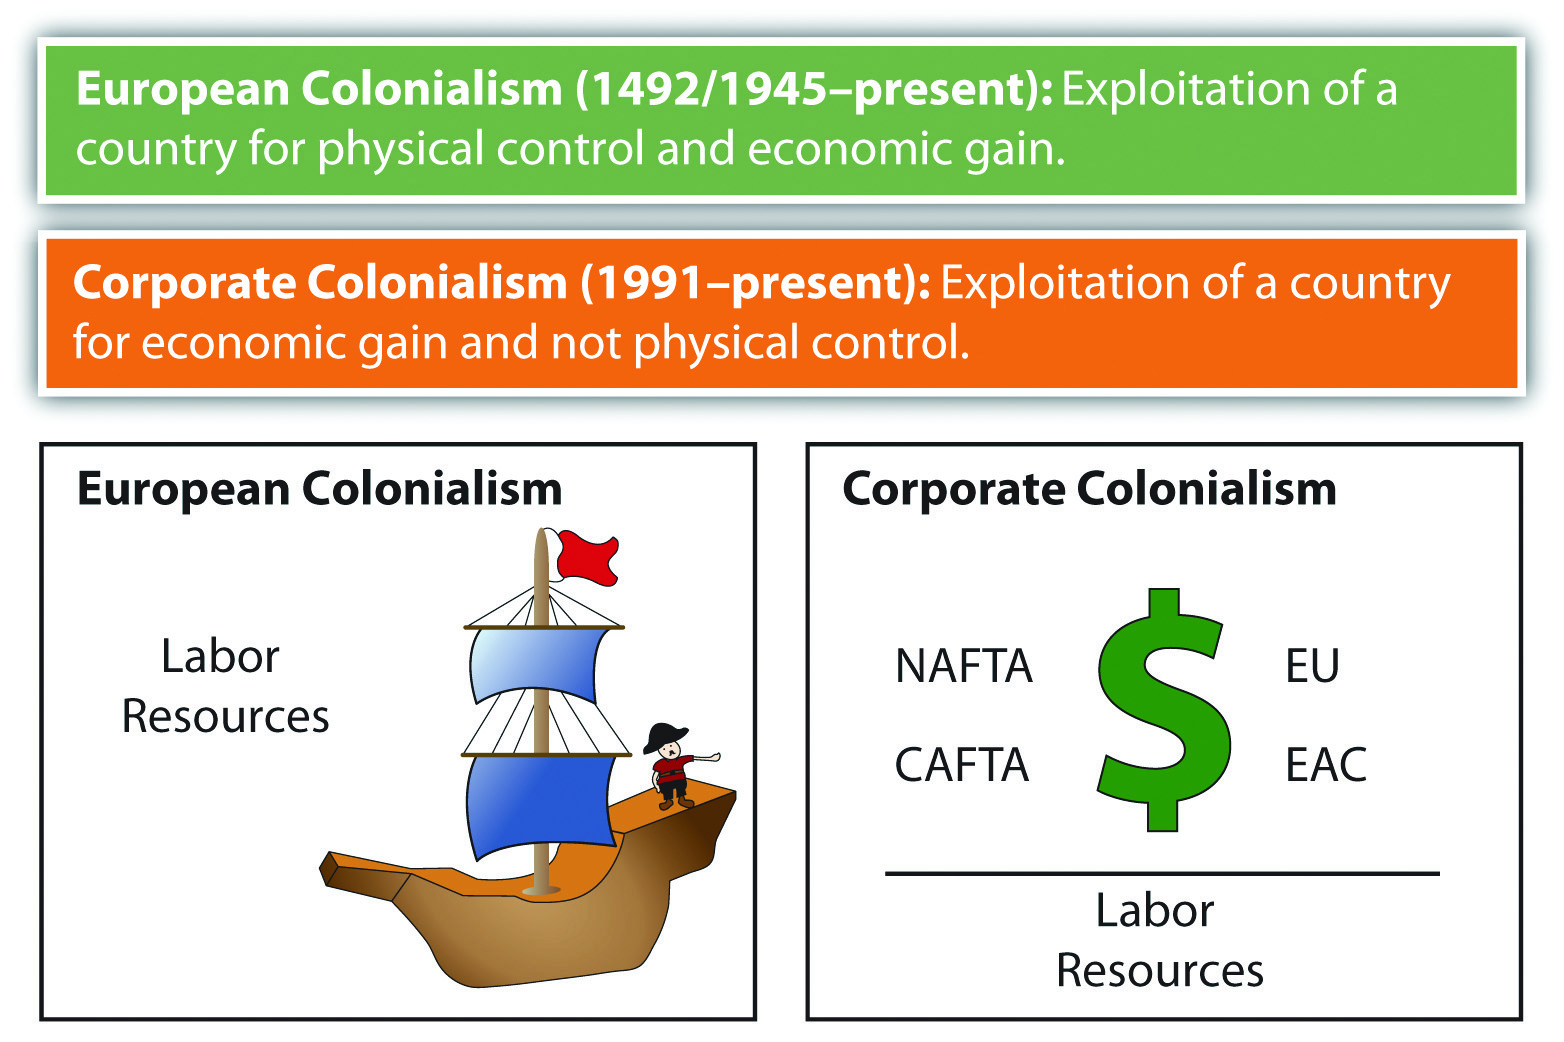 European Colonialism (1492/1945–present): Exploitation of a
country for physical control and economic gain.
Corporate Colonialism (1991–present): Exploitation of a country
for economic gain and not physical control.
European Colonialism
Labor
Resources
Corporate Colonialism
NAFTA
$
EU
CAFTA
EAC
Labor
Resources